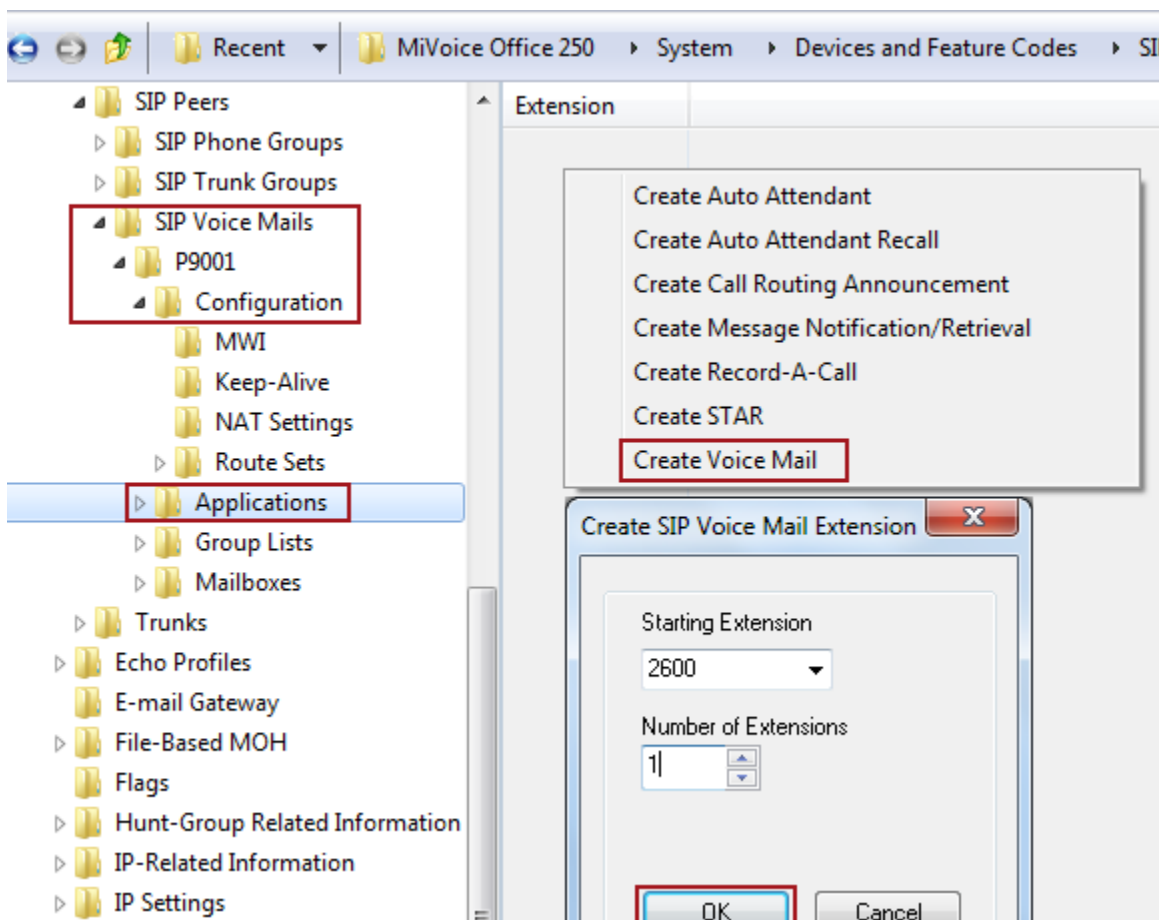 Recent
MiVoice Office 250
System
Devices and Feature Codes
SIP Peers
SIP Phone Groups
SIP Trunk Groups
SIP Voice Mails
P9001
Configuration
MWI
Keep-Alive
NAT Settings
Route Sets
Applications
Group Lists
Mailboxes
Trunks
Echo Profiles
E-mail Gateway
File-Based MOH
Flags
Hunt-Group Related Information
IP-Related Information
IP Settings
Extension
Create Auto Attendant
Create Auto Attendant Recall
Create Call Routing Announcement
Create Message Notification/Retrieval
Create Record-A-Call
Create STAR
Create Voice Mail
Create SIP Voice Mail Extension
Starting Extension
2600
Number of Extensions
1
OK
Cancel